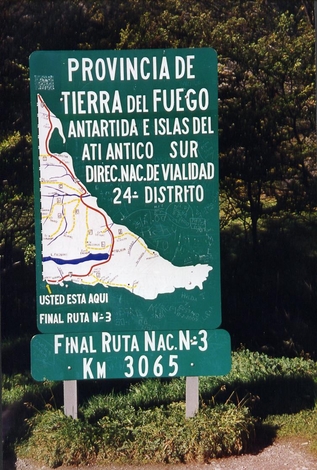 PROVINCIA DE
TIERRA DEL FUEGO
ANTARTIDA E ISLAS DEL
ATLANTICO SUR
DIREC. NAC. DE VIALIDAD
24º DISTRITO
USTED ESTA AQUI
FINAL RUTA Nº 3
FINAL RUTA NAC. Nº 3
KM 3065